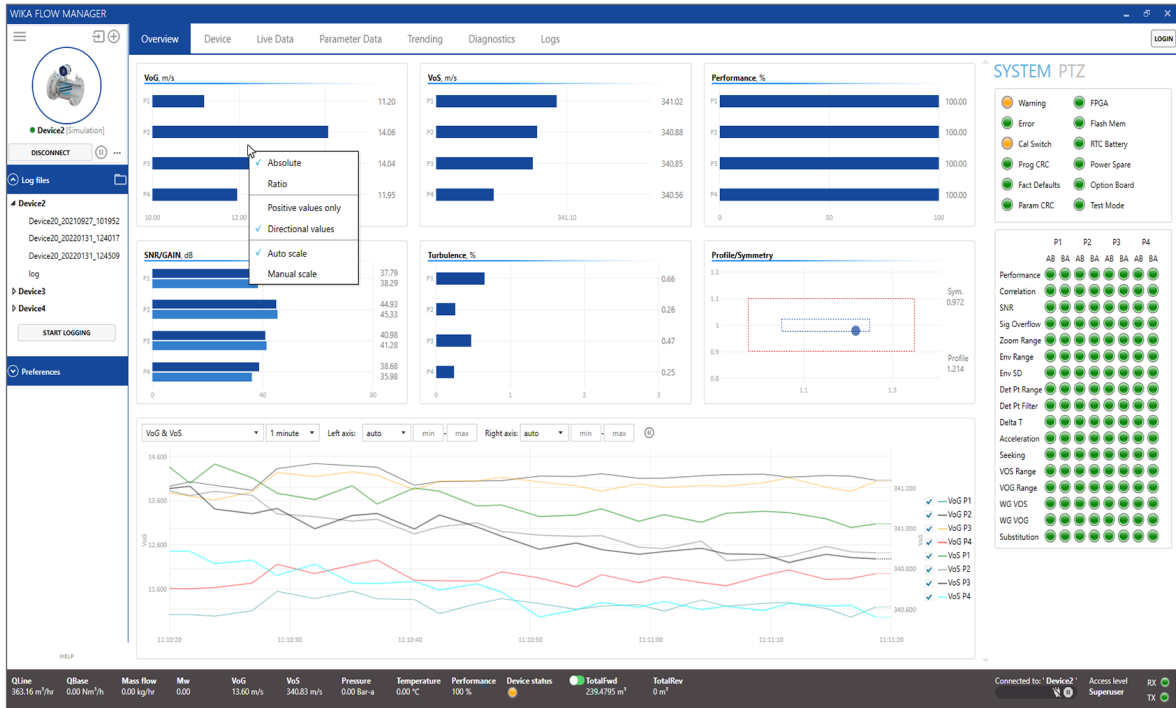 WIKA FLOW MANAGER
Overview Device Live Data Parameter Data Trending Diagnostics Logs
LOGIN
Device2 [Simulation]
DISCONNECT ...
Log files
Device2
Device20_20210927_101952
Device20_20220131_124017
Device20_20220131_124509
log
Device3
Device4
START LOGGING
Preferences
HELP
VoG, m/s
P1 11.20
P2 14.06
P3 14.04
P4 11.95
10.00 12.00
Absolute
Ratio
Positive values only
Directional values
Auto scale
Manual scale
VoS, m/s
P1 341.02
P2 340.88
P3 340.85
P4 340.56
341.10
Performance, %
P1 100.00
P2 100.00
P3 100.00
P4 100.00
0 50 100
SNR/GAIN, dB
P1 37.79
38.29
P2 44.93
45.33
P3 40.98
41.28
P4 38.68
35.98
0 40 80
Turbulence, %
P1 0.66
P2 0.26
P3 0.47
P4 0.25
0 1 2 3
Profile/Symmetry
1.2
1.1
1
0.9
0.8
1.1 1.3
Sym.
0.972
Profile
1.214
VoG & VoS 1 minute Left axis: auto min - max Right axis: auto min - max
14.600
13.600
12.600
11.600
VoG
341.200
341.000
340.800
340.600
VoS
11:10:20 11:10:30 11:10:40 11:10:50 11:11:00 11:11:10 11:11:20
VoG P1
VoG P2
VoG P3
VoG P4
VoS P1
VoS P2
VoS P3
VoS P4
SYSTEM PTZ
Warning FPGA
Error Flash Mem
Cal Switch RTC Battery
Prog CRC Power Spare
Fact Defaults Option Board
Param CRC Test Mode
P1 P2 P3 P4
AB BA AB BA AB BA AB BA
Performance
Correlation
SNR
Sig Overflow
Zoom Range
Env Range
Env SD
Det Pt Range
Det Pt Filter
Delta T
Acceleration
Seeking
VOS Range
VOG Range
WG VOS
WG VOG
Substitution
QLine QBase Mass flow Mw VoG VoS Pressure Temperature Performance Device status TotalFwd TotalRev
363.16 m³/hr 0.00 Nm³/h 0.00 kg/hr 0.00 13.60 m/s 340.83 m/s 0.00 Bar-a 0.00 °C 100 % 239.4795 m³ 0 m³
Connected to: ' Device2 ' Access level RX
Superuser TX